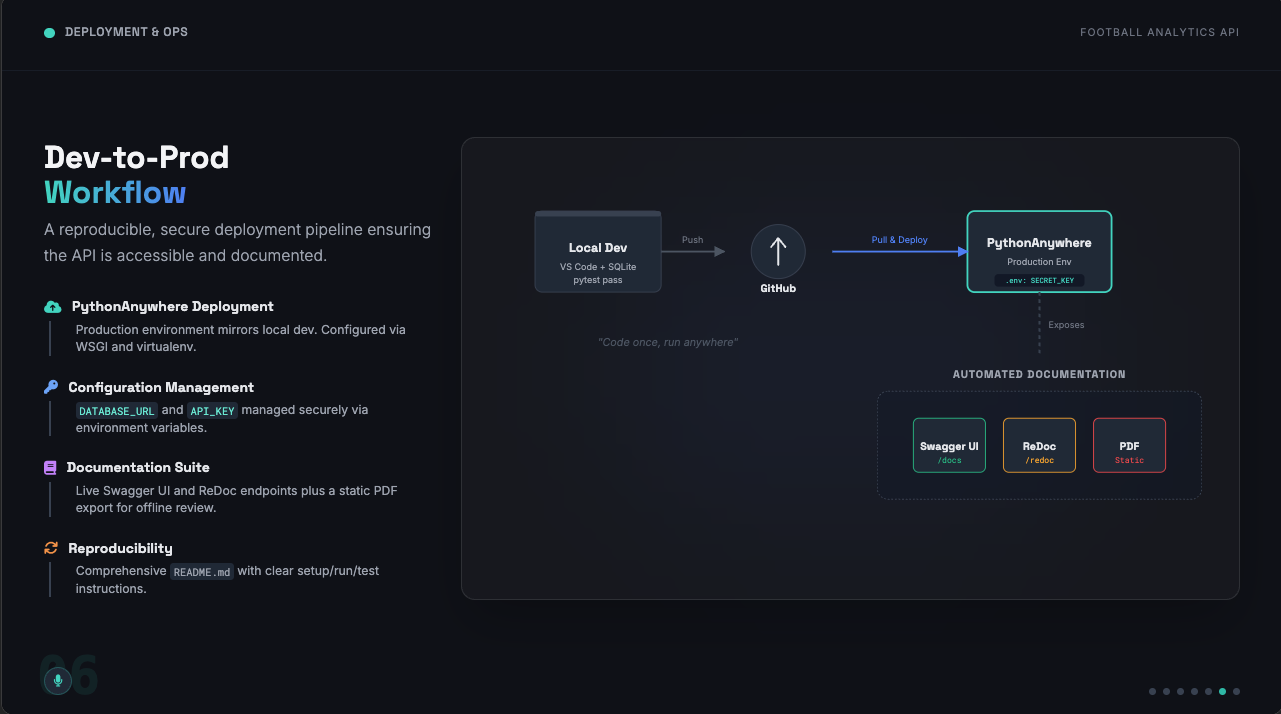 DEPLOYMENT & OPS
FOOTBALL ANALYTICS API
Dev-to-Prod
Workflow
A reproducible, secure deployment pipeline ensuring
the API is accessible and documented.
PythonAnywhere Deployment
Production environment mirrors local dev. Configured via
WSGI and virtualenv.
Configuration Management
DATABASE_URL and API_KEY managed securely via
environment variables.
Documentation Suite
Live Swagger UI and ReDoc endpoints plus a static PDF
export for offline review.
Reproducibility
Comprehensive README.md with clear setup/run/test
instructions.
Local Dev
VS Code + SQLite
pytest pass
Push
GitHub
Pull & Deploy
PythonAnywhere
Production Env
.env: SECRET_KEY
"Code once, run anywhere"
Exposes
AUTOMATED DOCUMENTATION
Swagger UI
/docs
ReDoc
/redoc
PDF
Static
06